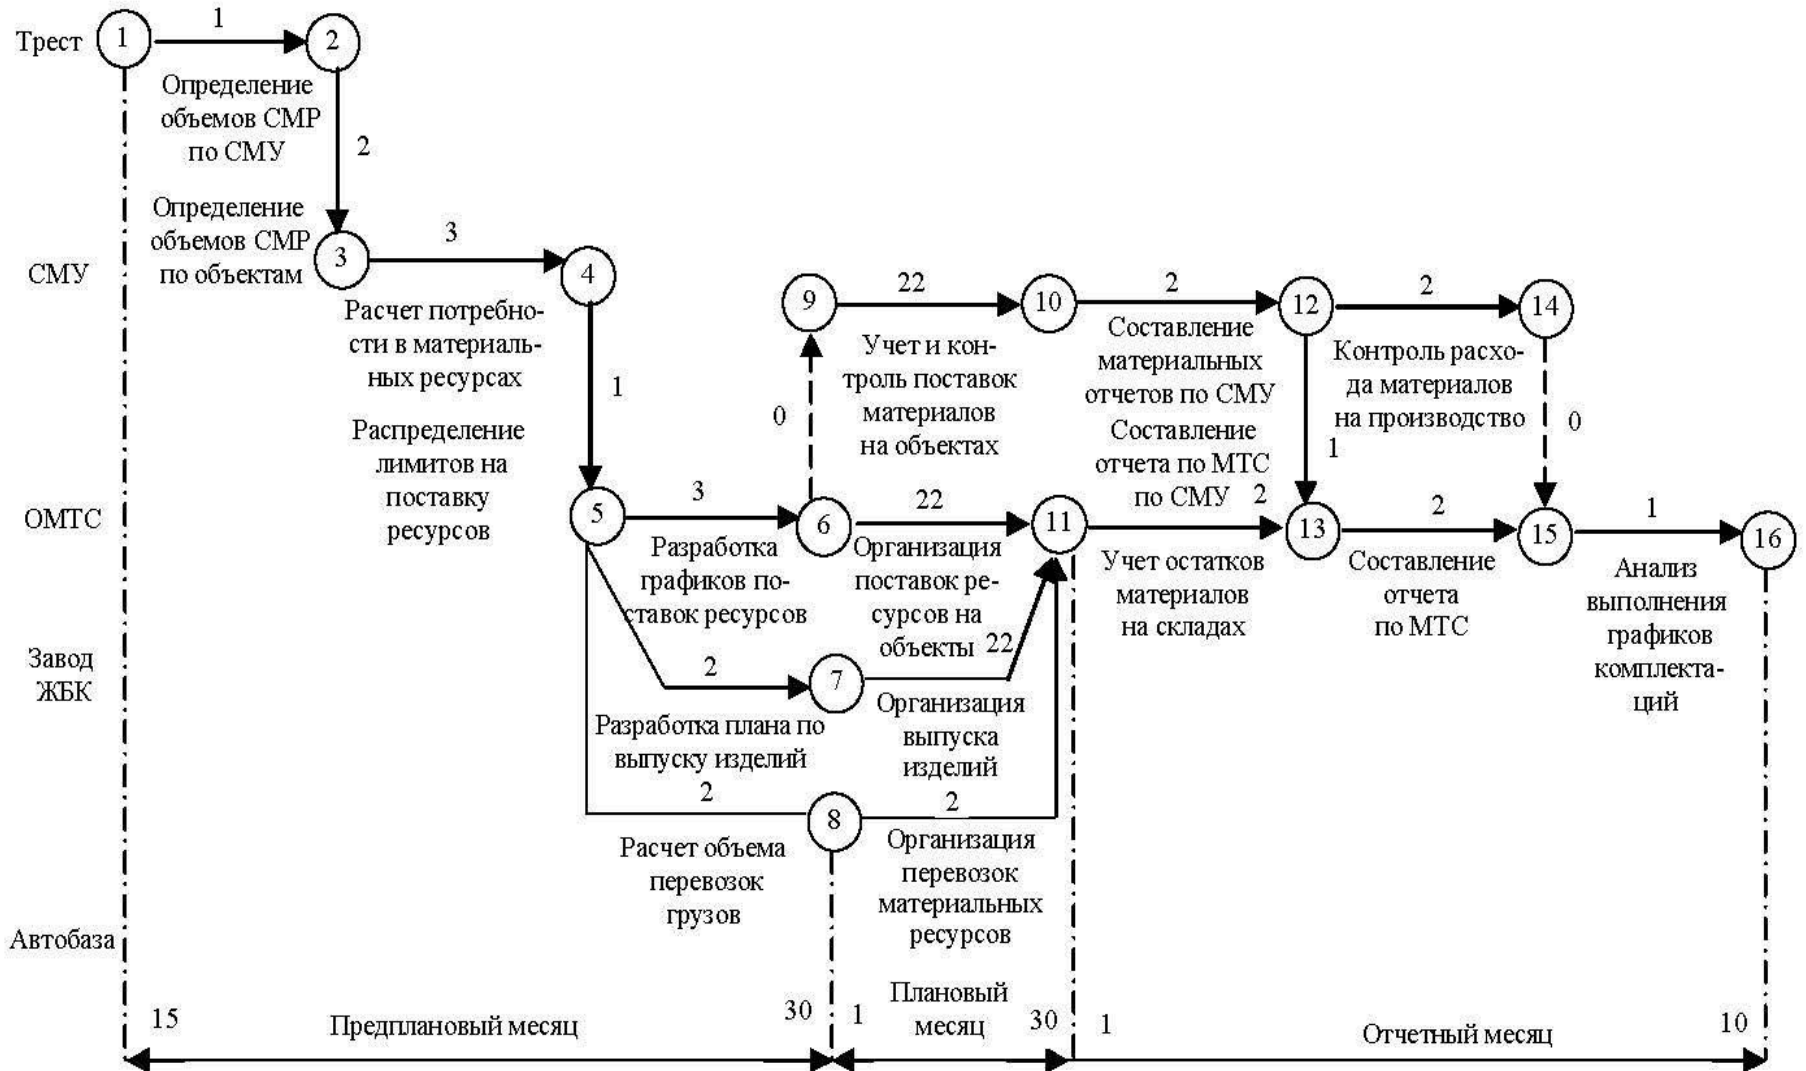 Трест
1
1
2
Определение
объемов СМР
по СМУ
2
Определение
объемов СМР
по объектам
СМУ
3
3
4
Расчет потребно-
сти в материаль-
ных ресурсах
1
Распределение
лимитов на
поставку
ресурсов
9
22
10
2
12
2
14
Учет и кон-
троль поставок
материалов
на объектах
0
Составление
материальных
отчетов по СМУ
Составление
отчета по МТС
по СМУ
1
Контроль расхо-
да материалов
на производство
0
ОМТС
5
3
6
22
11
2
13
2
15
1
16
Разработка
графиков по-
ставок ресурсов
Организация
поставок ре-
сурсов на
объекты
Учет остатков
материалов
на складах
Составление
отчета
по МТС
Анализ
выполнения
графиков
комплекта-
ций
Завод
ЖБК
2
7
22
Разработка плана по
выпуску изделий
Организация
выпуска
изделий
2
8
2
Расчет объема
перевозок
грузов
Организация
перевозок
материальных
ресурсов
Автобаза
15
Предплановый месяц
30
1
Плановый
месяц
30
1
Отчетный месяц
10